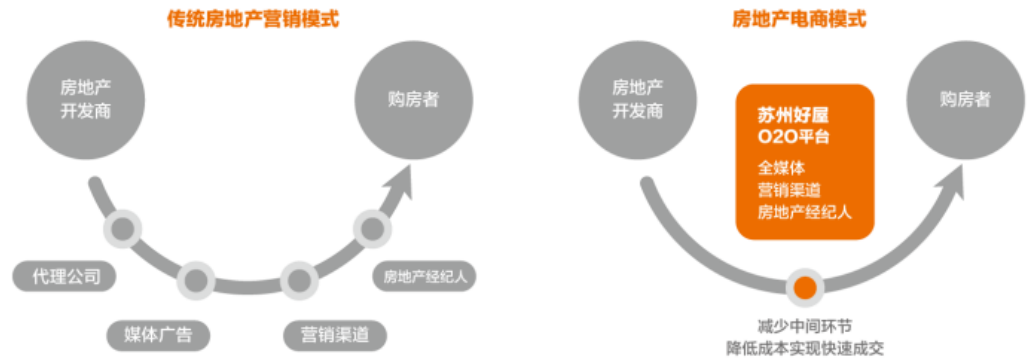 传统房地产营销模式
房地产
开发商
购房者
代理公司
媒体广告
营销渠道
房地产经纪人
房地产电商模式
房地产
开发商
苏州好屋
O2O平台
全媒体
营销渠道
房地产经纪人
购房者
减少中间环节
降低成本实现快速成交